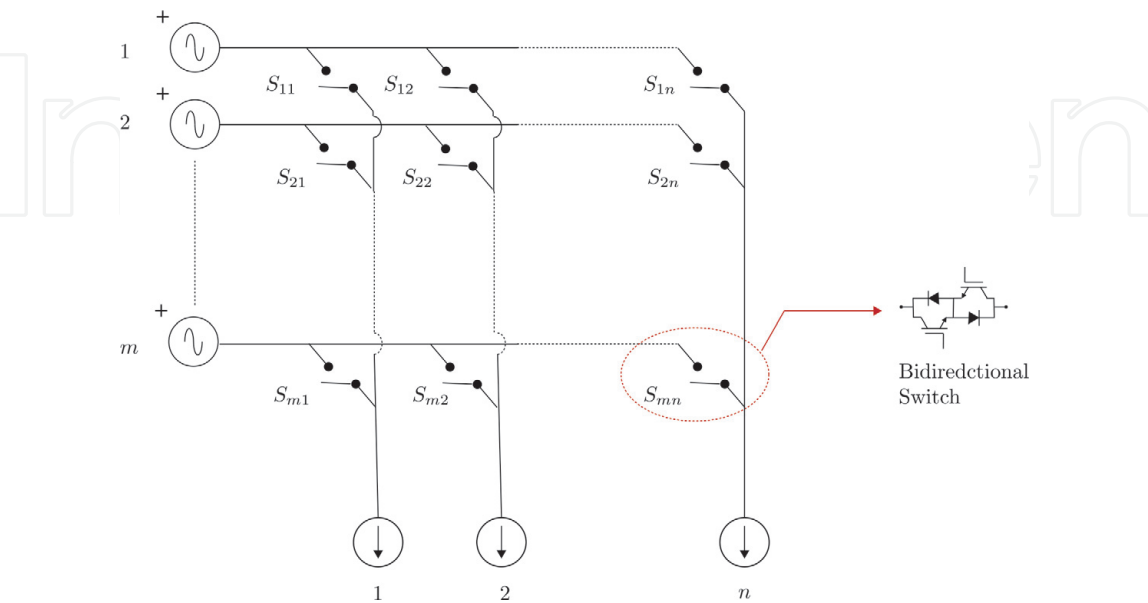 +
1
S11 S12 S1n
+
2
S21 S22 S2n
+
m
Sm1 Sm2 Smn
Bidiredctional
Switch
1 2 n